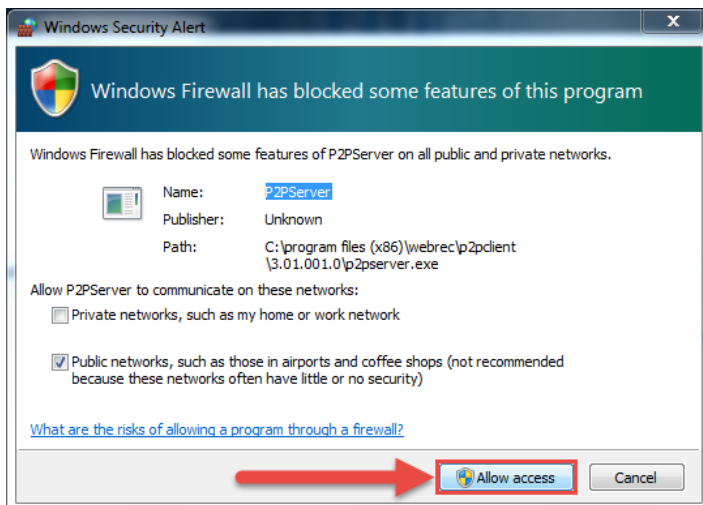 Windows Security Alert
X
Windows Firewall has blocked some features of this program
Windows Firewall has blocked some features of P2PServer on all public and private networks.
Name: P2PServer
Publisher: Unknown
Path: C:\program files (x86)\webrec\p2pclient
\3.01.001.0\p2pserver.exe
Allow P2PServer to communicate on these networks:
Private networks, such as my home or work network
Public networks, such as those in airports and coffee shops (not recommended
because these networks often have little or no security)
What are the risks of allowing a program through a firewall?
Allow access Cancel